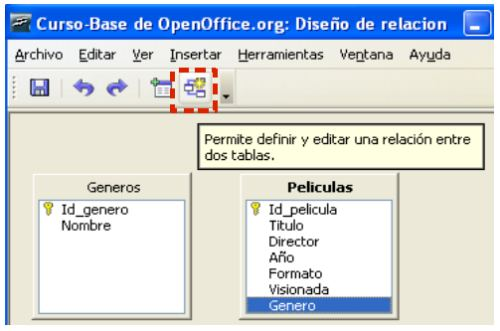 Curso-Base de OpenOffice.org: Diseño de relacion
Archivo Editar Ver Insertar Herramientas Ventana Ayuda
Permite definir y editar una relación entre
dos tablas.
Generos
Id_genero
Nombre
Peliculas
Id_pelicula
Titulo
Director
Año
Formato
Visionada
Genero